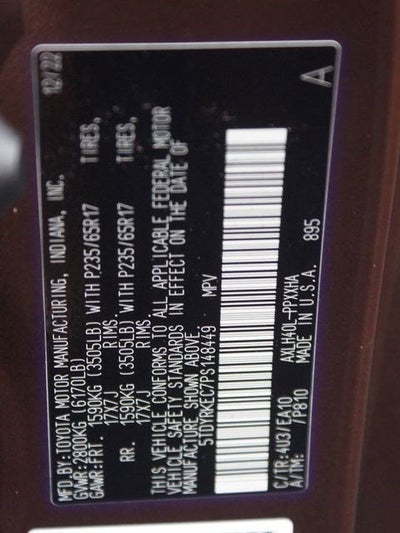 MFD.BY: TOYOTA MOTOR MANUFACTURING, INDIANA, INC. 12/22
GVWR: 2800KG (6170LB)
GAWR: FRT. 1590KG (3505LB) WITH P235/65R17 TIRES,
17X7J RIMS
RR. 1590KG (3505LB) WITH P235/65R17 TIRES,
17X7J RIMS
THIS VEHICLE CONFORMS TO ALL APPLICABLE FEDERAL MOTOR
VEHICLE SAFETY STANDARDS IN EFFECT ON THE DATE OF
MANUFACTURE SHOWN ABOVE.
5TDYRKEC7PS148449 MPV
C/TR: 4U3/EA10 AXLH40L-PPXXHA 895
A/TM: /P810 MADE IN U.S.A. A